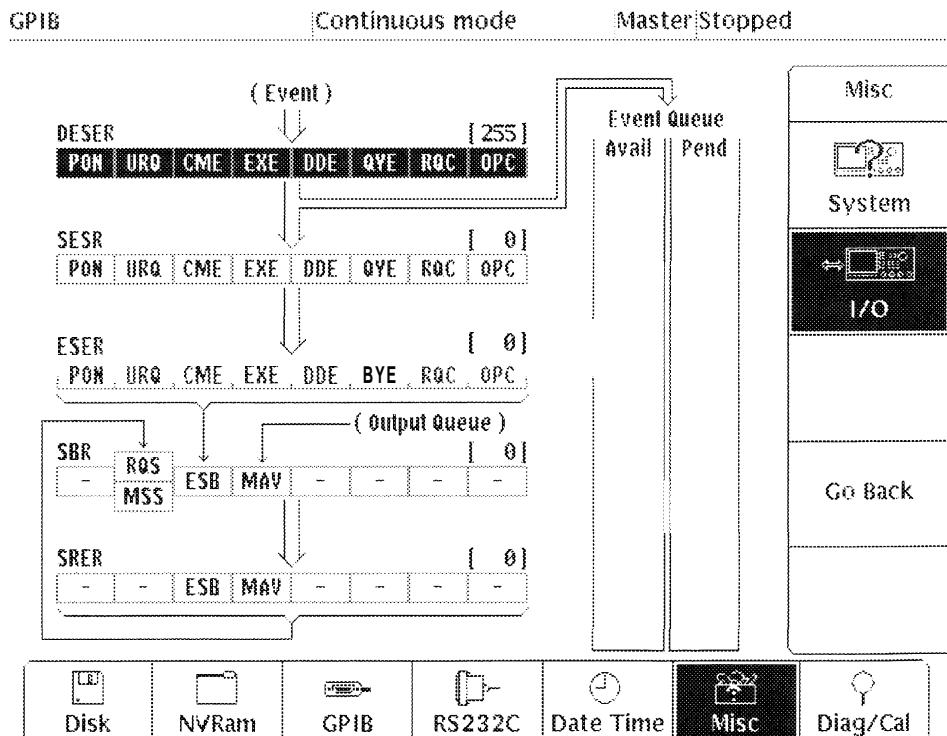 GPIB Continuous mode Master Stopped
( Event )
DESER [ 255 ]
PON URQ CME EXE DDE QYE RQC OPC
SESR [ 0 ]
PON URQ CME EXE DDE QYE RQC OPC
ESER [ 0 ]
PON URQ CME EXE DDE BYE RQC OPC
( Output Queue )
SBR [ 0 ]
- RQS ESB MAV - - - -
MSS
SRER [ 0 ]
- - ESB MAV - - - -
Event Queue
Avail Pend
Misc
System
I/O
Go Back
Disk NVRam GPIB RS232C Date Time Misc Diag/Cal